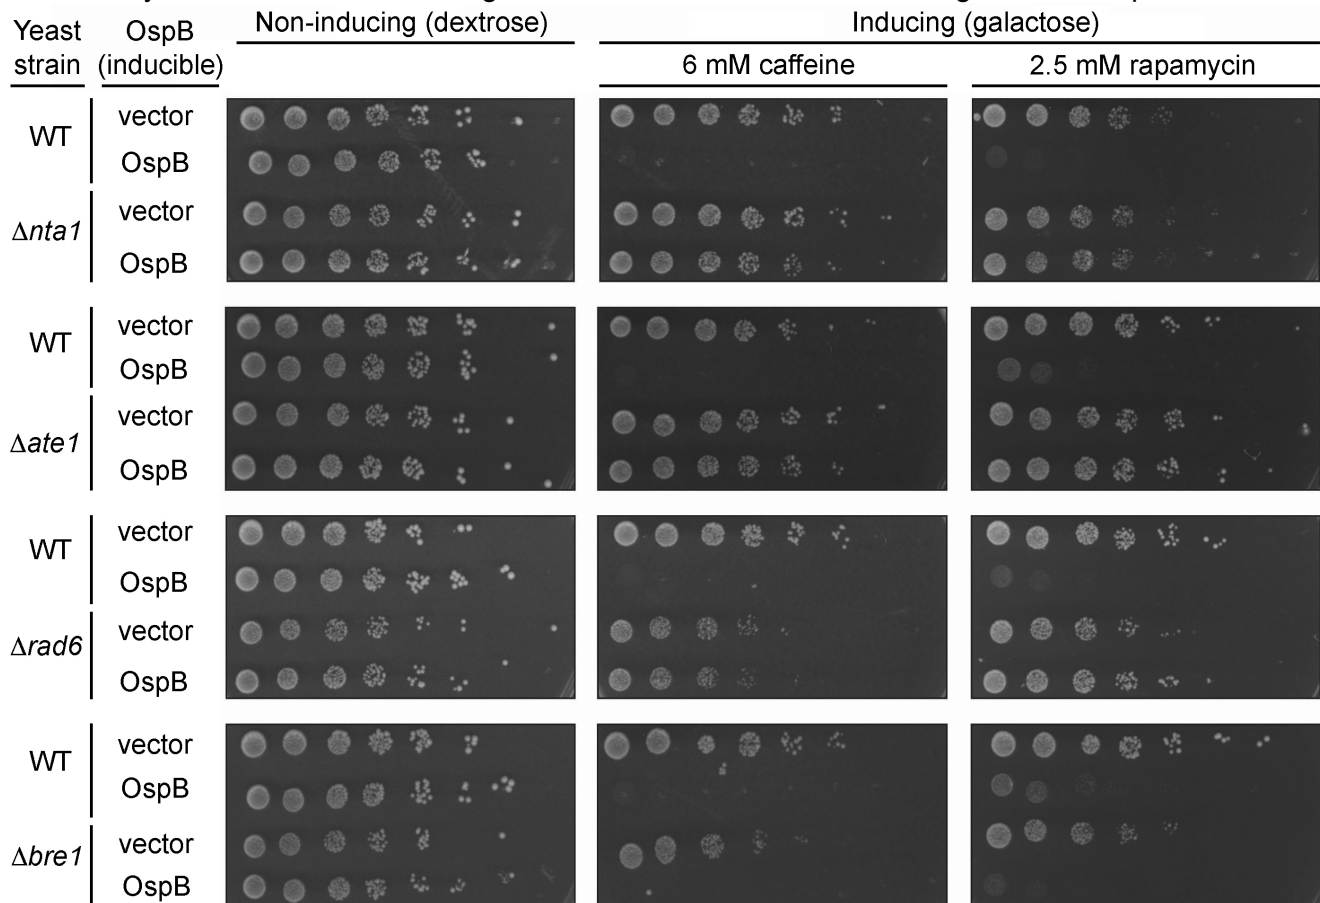 Yeast strain
OspB (inducible)
Non-inducing (dextrose)
Inducing (galactose)
6 mM caffeine
2.5 mM rapamycin
WT
vector
OspB
Δnta1
vector
OspB
WT
vector
OspB
Δate1
vector
OspB
WT
vector
OspB
Δrad6
vector
OspB
WT
vector
OspB
Δbre1
vector
OspB